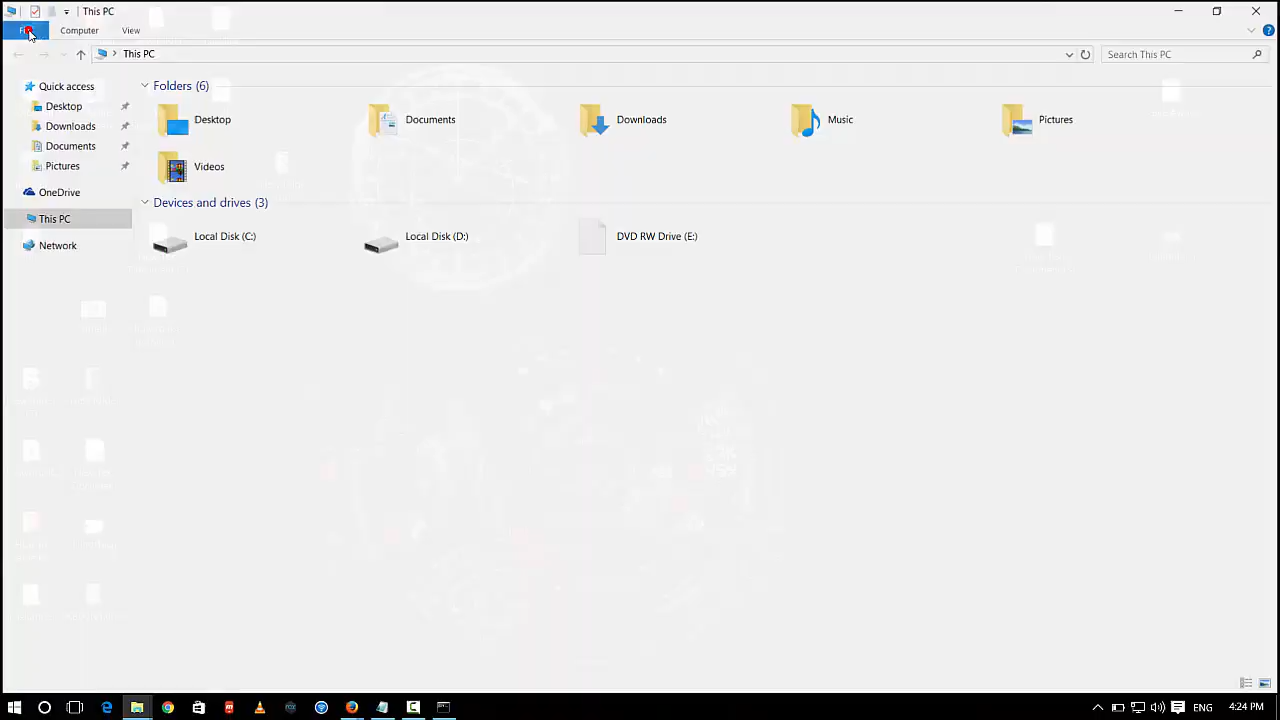 This PC
Computer
View
This PC
Search This PC
Quick access
Desktop
Downloads
Documents
Pictures
OneDrive
This PC
Network
Folders (6)
Desktop
Documents
Downloads
Music
Pictures
Videos
Devices and drives (3)
Local Disk (C:)
Local Disk (D:)
DVD RW Drive (E:)
ENG
4:24 PM